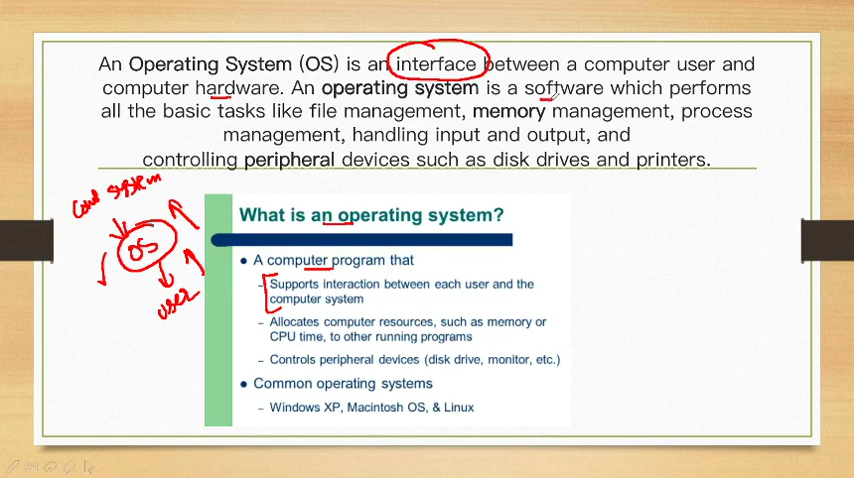 An Operating System (OS) is an interface between a computer user and
computer hardware. An operating system is a software which performs
all the basic tasks like file management, memory management, process
management, handling input and output, and
controlling peripheral devices such as disk drives and printers.
system
OS
user
What is an operating system?
● A computer program that
– Supports interaction between each user and the
computer system
– Allocates computer resources, such as memory or
CPU time, to other running programs
– Controls peripheral devices (disk drive, monitor, etc.)
● Common operating systems
– Windows XP, Macintosh OS, & Linux